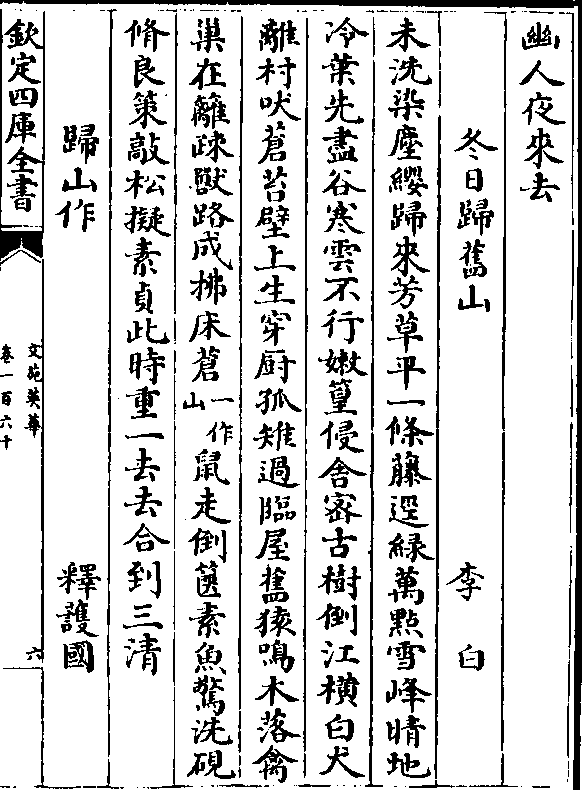 幽人夜來去
冬日歸舊山　李白
未洗染塵纓歸來芳草平一條藤逕緑萬點雪峰晴地
冷葉先盡谷寒雲不行嫩篁侵舍宻古樹倒江橫白犬
離村吠蒼苔壁上生穿厨孤雉過臨屋舊猿鳴木落禽
巢在籬踈獸路成拂床蒼一作山鼠走倒篋素魚驚洗硯
脩良策敲松擬素貞此時重一去去合到三清
歸山作　釋護國
欽定四庫全書
文苑英華
卷一百六十
六